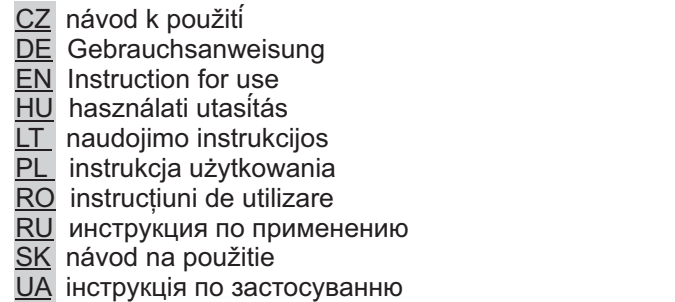 CZ návod k použití
DE Gebrauchsanweisung
EN Instruction for use
HU használati utasítás
LT naudojimo instrukcijos
PL instrukcja użytkowania
RO instrucțiuni de utilizare
RU инструкция по применению
SK návod na použitie
UA інструкція по застосуванню